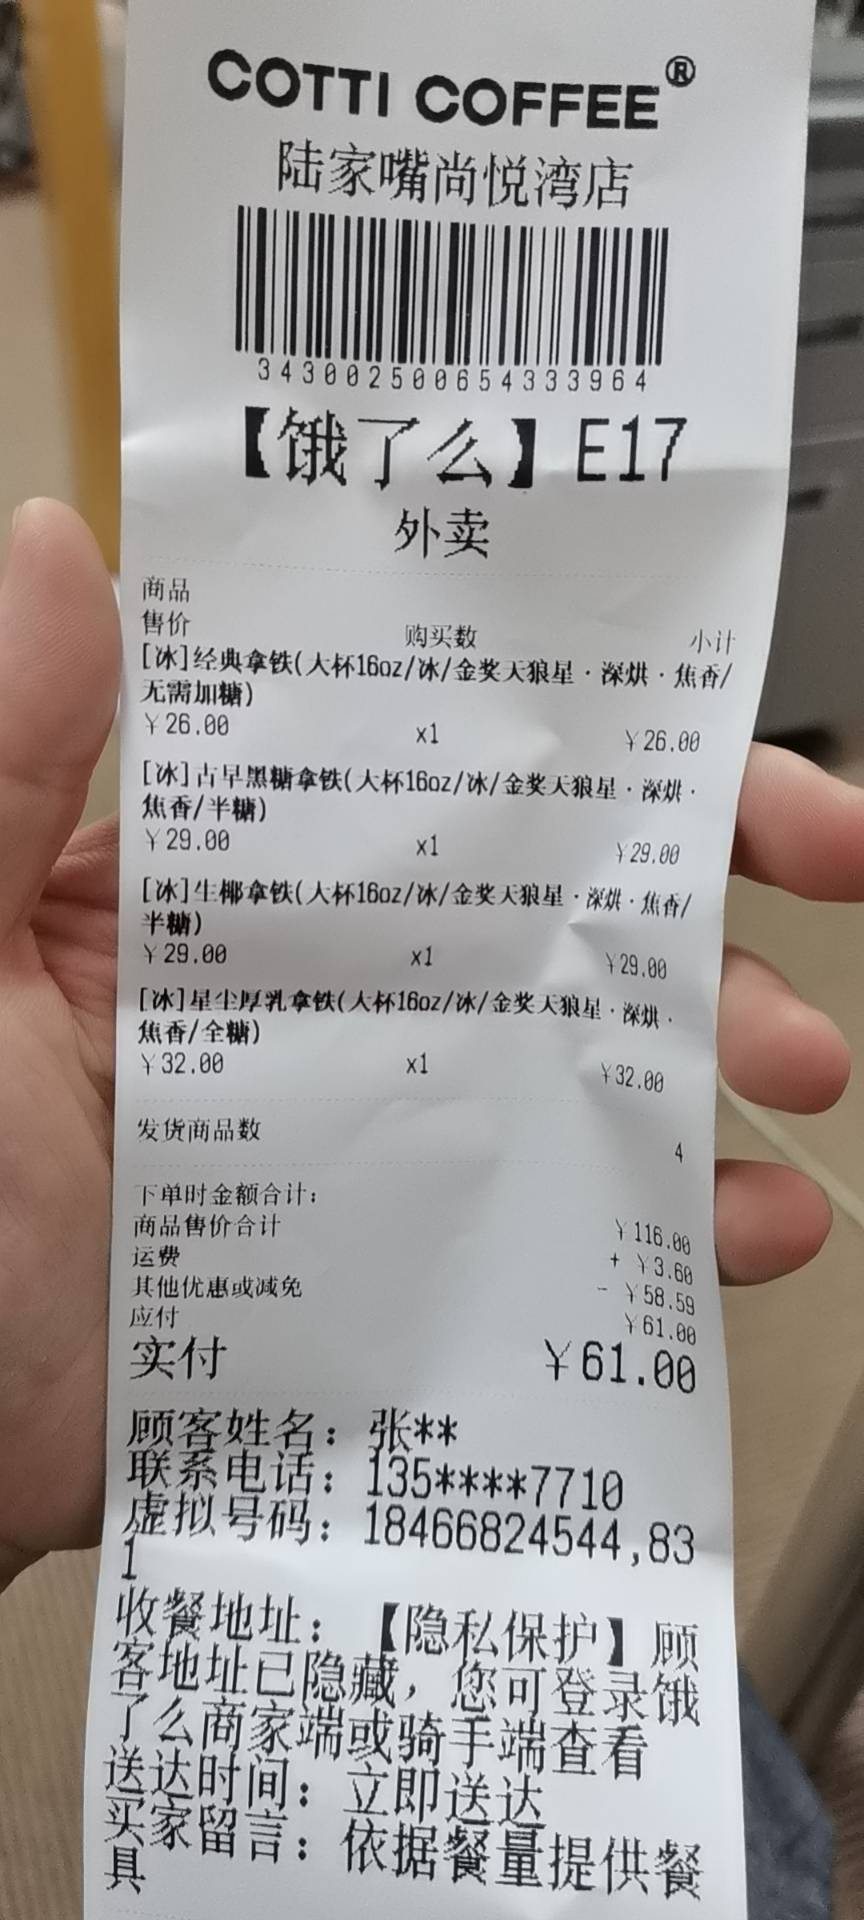 COTTI COFFEE®
陆家嘴尚悦湾店
343002500654333964
【饿了么】E17
外卖
商品
售价 购买数 小计
[冰]经典拿铁(大杯16oz/冰/金奖天狼星·深烘·焦香/
无需加糖)
￥26.00 x1 ￥26.00
[冰]古早黑糖拿铁(大杯16oz/冰/金奖天狼星·深烘·
焦香/半糖)
￥29.00 x1 ￥29.00
[冰]生椰拿铁(大杯16oz/冰/金奖天狼星·深烘·焦香/
半糖)
￥29.00 x1 ￥29.00
[冰]星尘厚乳拿铁(大杯16oz/冰/金奖天狼星·深烘·
焦香/全糖)
￥32.00 x1 ￥32.00
发货商品数 4
下单时金额合计:
商品售价合计 ￥116.00
运费 + ￥3.60
其他优惠或减免 - ￥58.59
应付 ￥61.00
实付 ￥61.00
顾客姓名: 张**
联系电话: 135****7710
虚拟号码: 18466824544,83
1
收餐地址: 【隐私保护】顾
客地址已隐藏, 您可登录饿
了么商家端或骑手端查看
送达时间: 立即送达
买家留言: 依据餐量提供餐
具